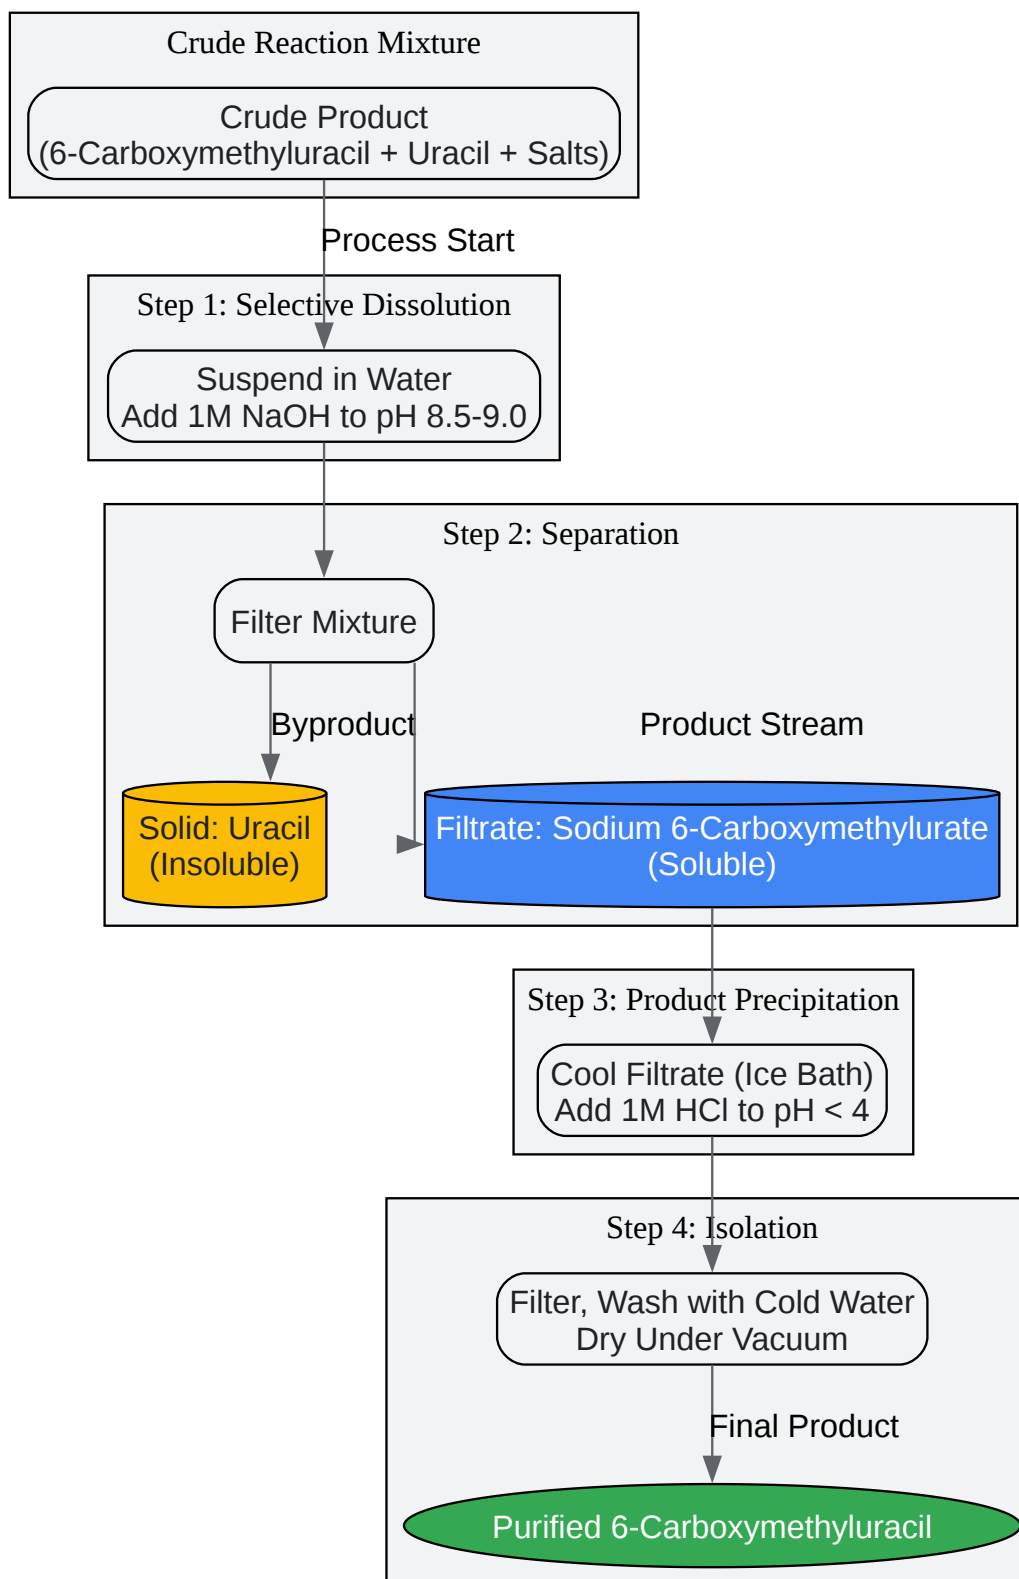 Crude Reaction Mixture
Crude Product
(6-Carboxymethyluracil + Uracil + Salts)
Process Start
Step 1: Selective Dissolution
Suspend in Water
Add 1M NaOH to pH 8.5-9.0
Step 2: Separation
Filter Mixture
Byproduct
Product Stream
Solid: Uracil
(Insoluble)
Filtrate: Sodium 6-Carboxymethylurate
(Soluble)
Step 3: Product Precipitation
Cool Filtrate (Ice Bath)
Add 1M HCl to pH < 4
Step 4: Isolation
Filter, Wash with Cold Water
Dry Under Vacuum
Final Product
Purified 6-Carboxymethyluracil